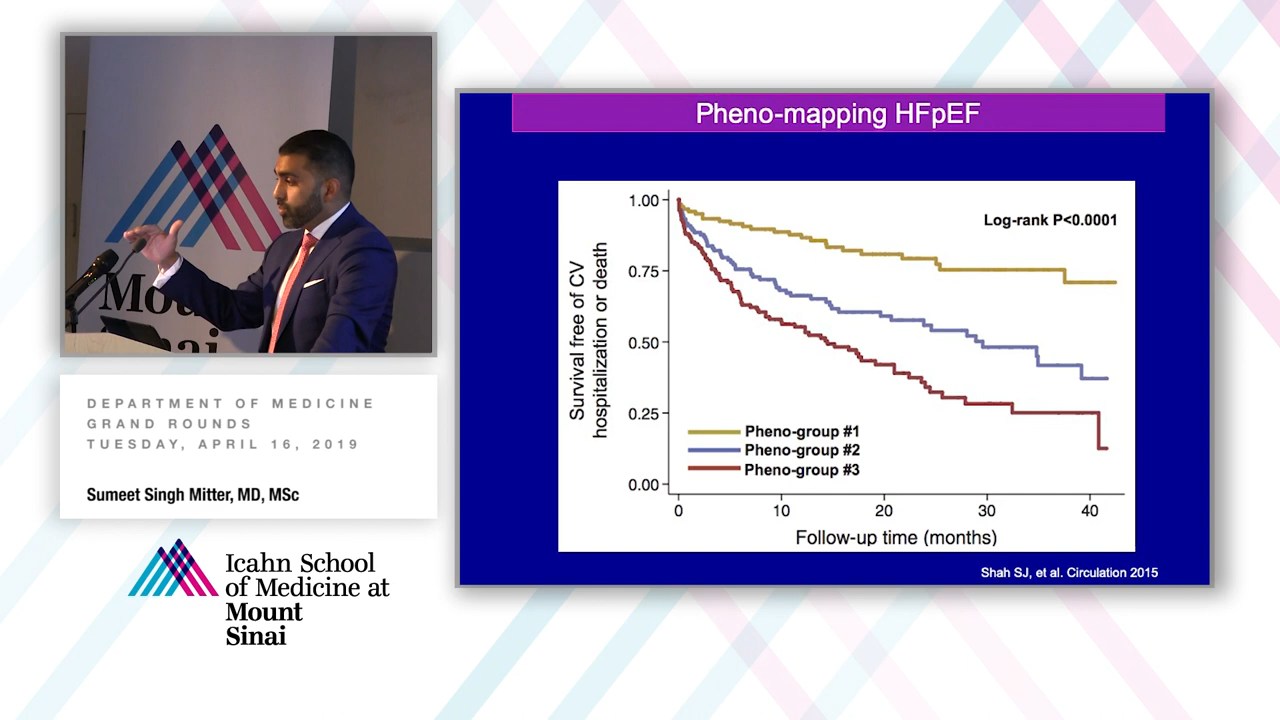 Mount
Sinai
DEPARTMENT OF MEDICINE
GRAND ROUNDS
TUESDAY, APRIL 16, 2019
Sumeet Singh Mitter, MD, MSc
Icahn School
of Medicine at
Mount
Sinai
Pheno-mapping HFpEF
Log-rank P<0.0001
Survival free of CV
hospitalization or death
1.00
0.75
0.50
0.25
0.00
Pheno-group #1
Pheno-group #2
Pheno-group #3
0 10 20 30 40
Follow-up time (months)
Shah SJ, et al. Circulation 2015